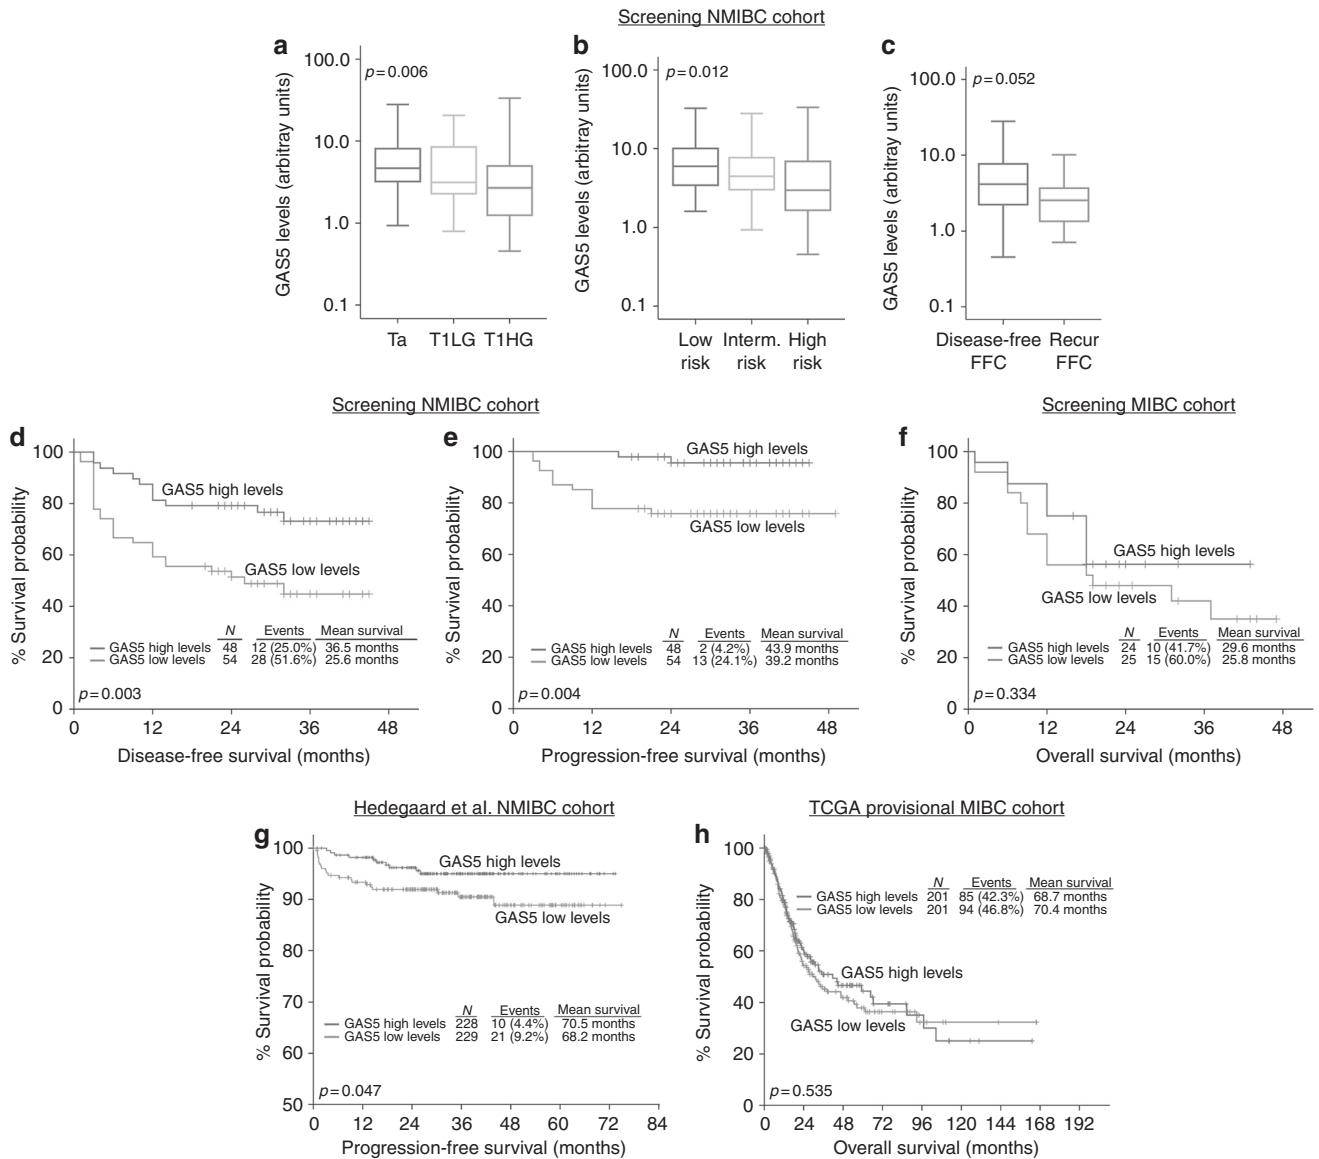 Screening NMIBC cohort
a
b
c
p=0.006
p=0.012
p=0.052
GAS5 levels (arbitray units)
100.0
10.0
1.0
0.1
Ta T1LG T1HG
GAS5 levels (arbitray units)
100.0
10.0
1.0
0.1
Low risk
Interm. risk
High risk
GAS5 levels (arbitray units)
100.0
10.0
1.0
0.1
Disease-free FFC
Recur FFC
Screening NMIBC cohort
Screening MIBC cohort
d
% Survival probability
100
80
60
40
20
0
GAS5 high levels
GAS5 low levels
N Events Mean survival
GAS5 high levels 48 12 (25.0%) 36.5 months
GAS5 low levels 54 28 (51.6%) 25.6 months
p=0.003
0 12 24 36 48
Disease-free survival (months)
e
% Survival probability
100
80
60
40
20
0
GAS5 high levels
GAS5 low levels
N Events Mean survival
GAS5 high levels 48 2 (4.2%) 43.9 months
GAS5 low levels 54 13 (24.1%) 39.2 months
p=0.004
0 12 24 36 48
Progression-free survival (months)
f
% Survival probability
100
80
60
40
20
0
GAS5 high levels
GAS5 low levels
N Events Mean survival
GAS5 high levels 24 10 (41.7%) 29.6 months
GAS5 low levels 25 15 (60.0%) 25.8 months
p=0.334
0 12 24 36 48
Overall survival (months)
Hedegaard et al. NMIBC cohort
g
% Survival probability
100
90
80
70
60
50
GAS5 high levels
GAS5 low levels
N Events Mean survival
GAS5 high levels 228 10 (4.4%) 70.5 months
GAS5 low levels 229 21 (9.2%) 68.2 months
p=0.047
0 12 24 36 48 60 72 84
Progression-free survival (months)
TCGA provisional MIBC cohort
h
% Survival probability
100
80
60
40
20
0
N Events Mean survival
GAS5 high levels 201 85 (42.3%) 68.7 months
GAS5 low levels 201 94 (46.8%) 70.4 months
GAS5 high levels
GAS5 low levels
p=0.535
0 24 48 72 96 120 144 168 192
Overall survival (months)